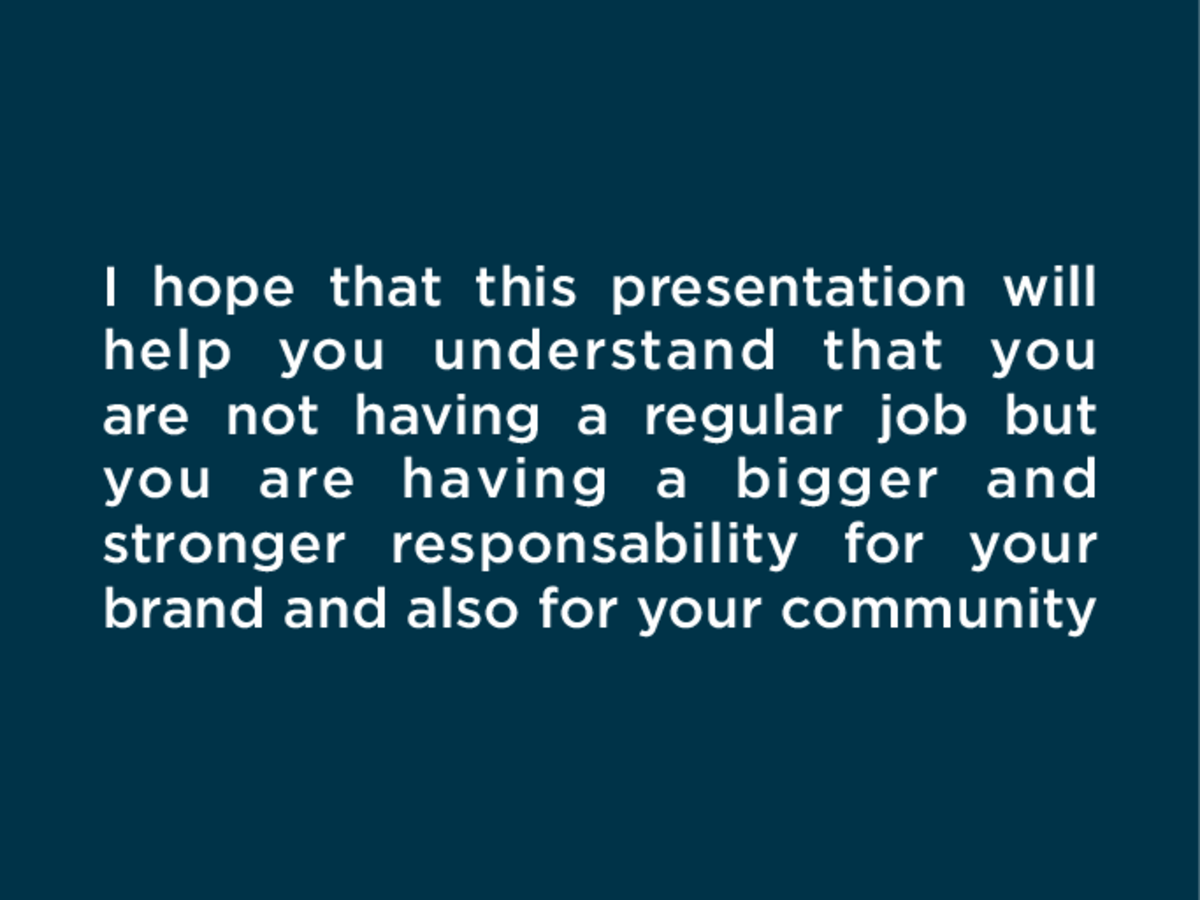 I hope that this presentation will
help you understand that you
are not having a regular job but
you are having a bigger and
stronger responsability for your
brand and also for your community